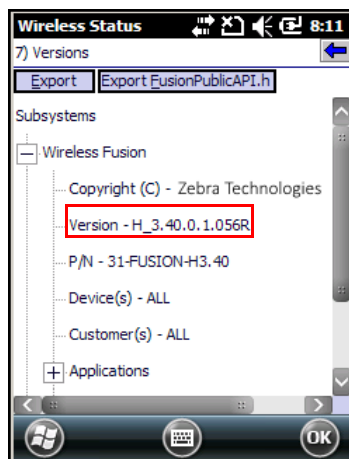 Wireless Status 8:11
7) Versions
Export Export FusionPublicAPI.h
Subsystems
Wireless Fusion
Copyright (C) - Zebra Technologies
Version - H_3.40.0.1.056R
P/N - 31-FUSION-H3.40
Device(s) - ALL
Customer(s) - ALL
Applications
OK